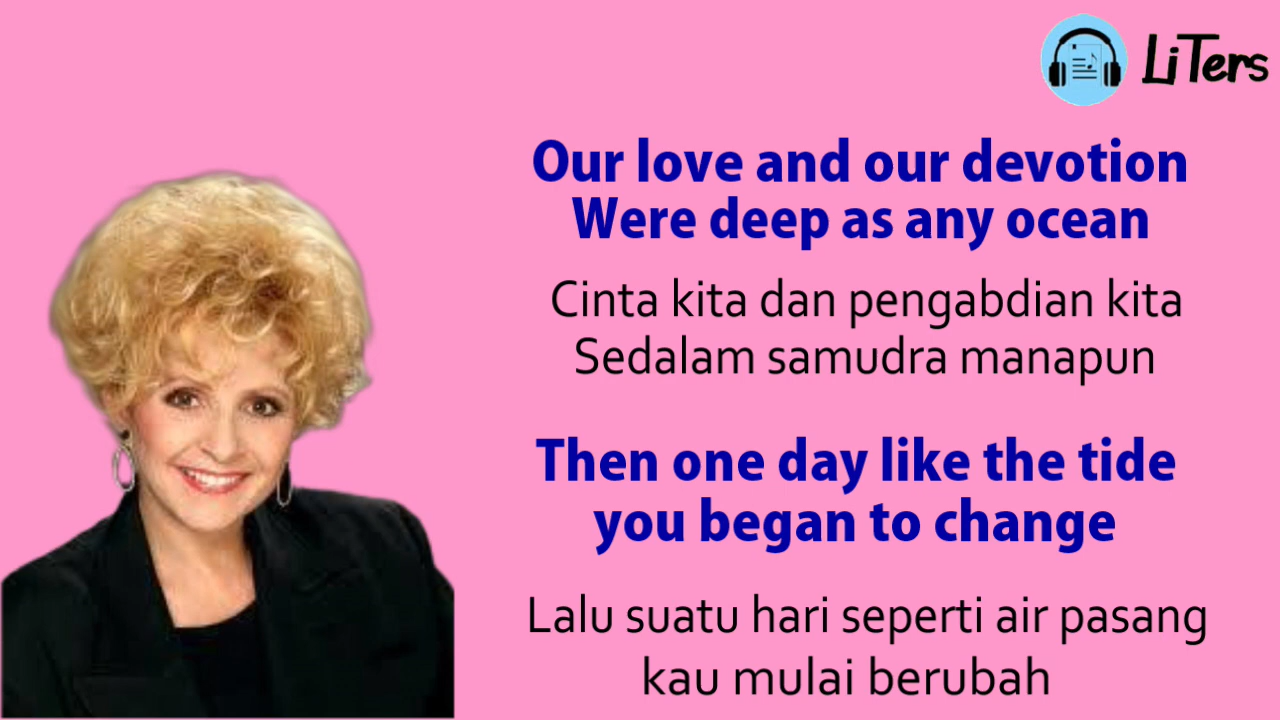 LiTers
Our love and our devotion
Were deep as any ocean
Cinta kita dan pengabdian kita
Sedalam samudra manapun
Then one day like the tide
you began to change
Lalu suatu hari seperti air pasang
kau mulai berubah